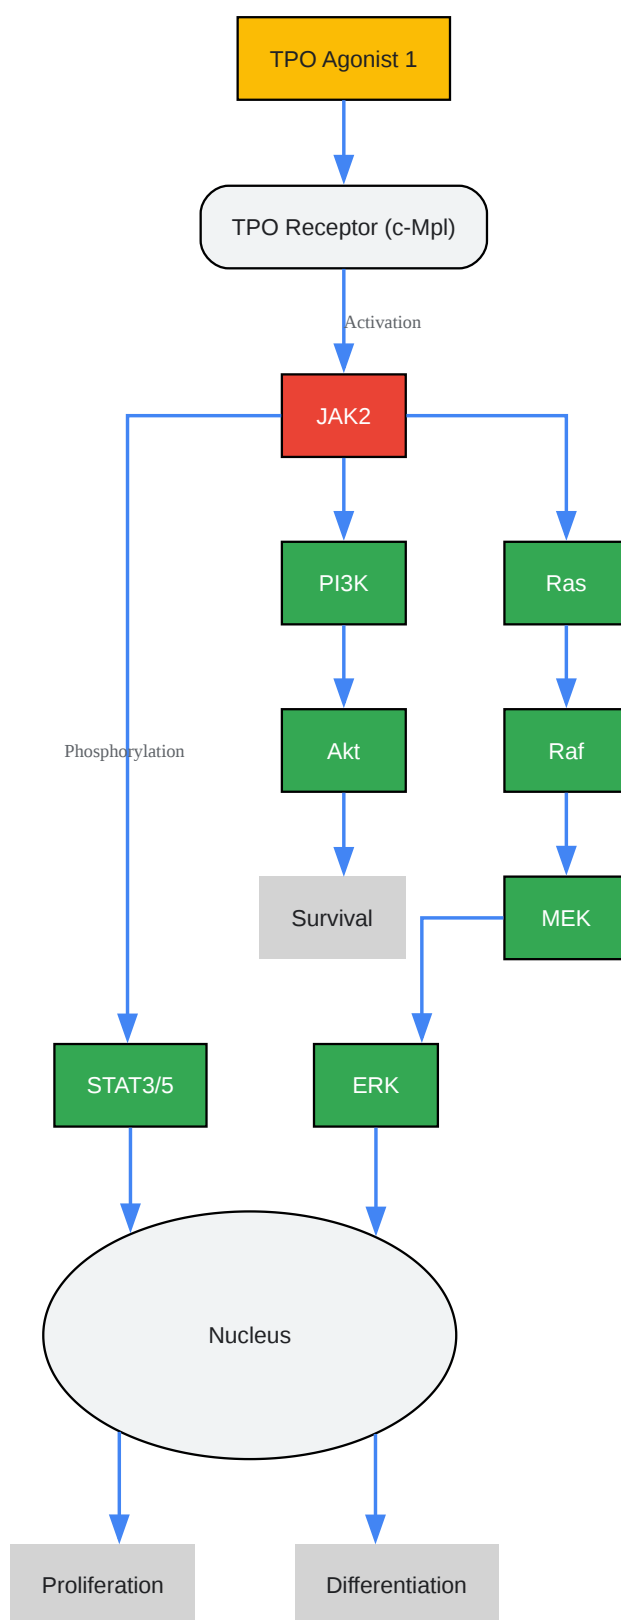 TPO Agonist 1
TPO Receptor (c-Mpl)
Activation
JAK2
PI3K
Ras
Akt
Raf
Phosphorylation
Survival
MEK
STAT3/5
ERK
Nucleus
Proliferation
Differentiation